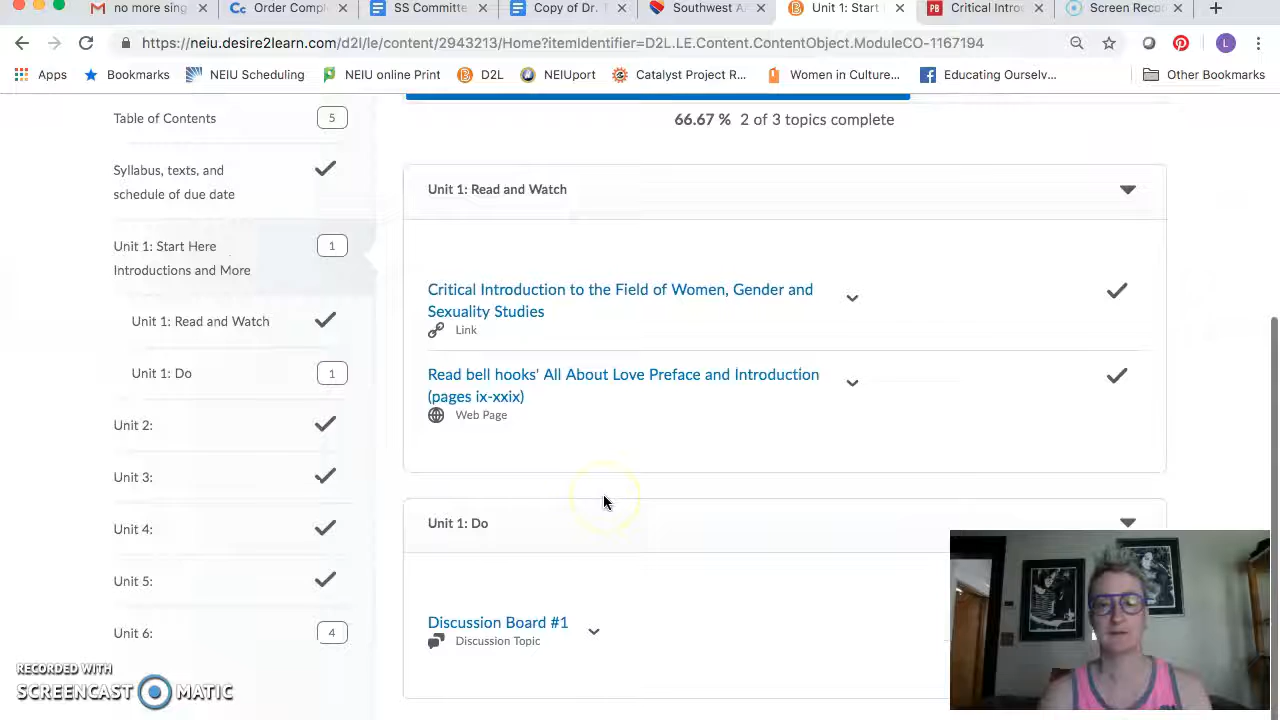 no more sing
Order Compl
SS Committe
Copy of Dr. T
Southwest Ai
Unit 1: Start
Critical Intro
Screen Reco
https://neiu.desire2learn.com/d2l/le/content/2943213/Home?itemIdentifier=D2L.LE.Content.ContentObject.ModuleCO-1167194
L
Apps
Bookmarks
NEIU Scheduling
NEIU online Print
D2L
NEIUport
Catalyst Project R...
Women in Culture...
Educating Ourselv...
Other Bookmarks
Table of Contents
5
Syllabus, texts, and
schedule of due date
Unit 1: Start Here
Introductions and More
1
Unit 1: Read and Watch
Unit 1: Do
1
Unit 2:
Unit 3:
Unit 4:
Unit 5:
Unit 6:
4
66.67 % 2 of 3 topics complete
Unit 1: Read and Watch
Critical Introduction to the Field of Women, Gender and
Sexuality Studies
Link
Read bell hooks' All About Love Preface and Introduction
(pages ix-xxix)
Web Page
Unit 1: Do
Discussion Board #1
Discussion Topic
RECORDED WITH
SCREENCAST MATIC